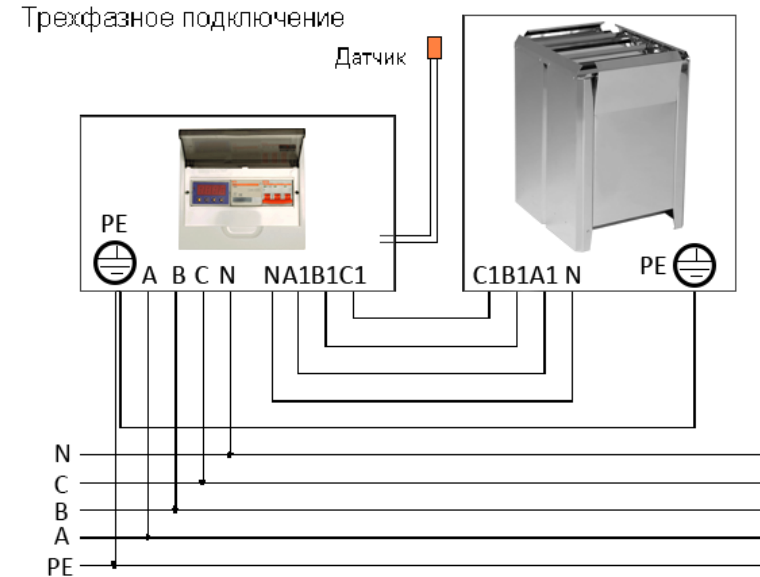 Трехфазное подключение
Датчик
PE
A B C N NA1B1C1
C1B1A1 N PE
N
C
B
A
PE